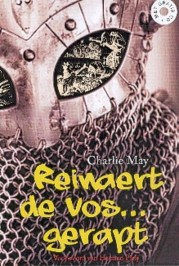 Charlie May
Reinaert
de vos...
gerapt